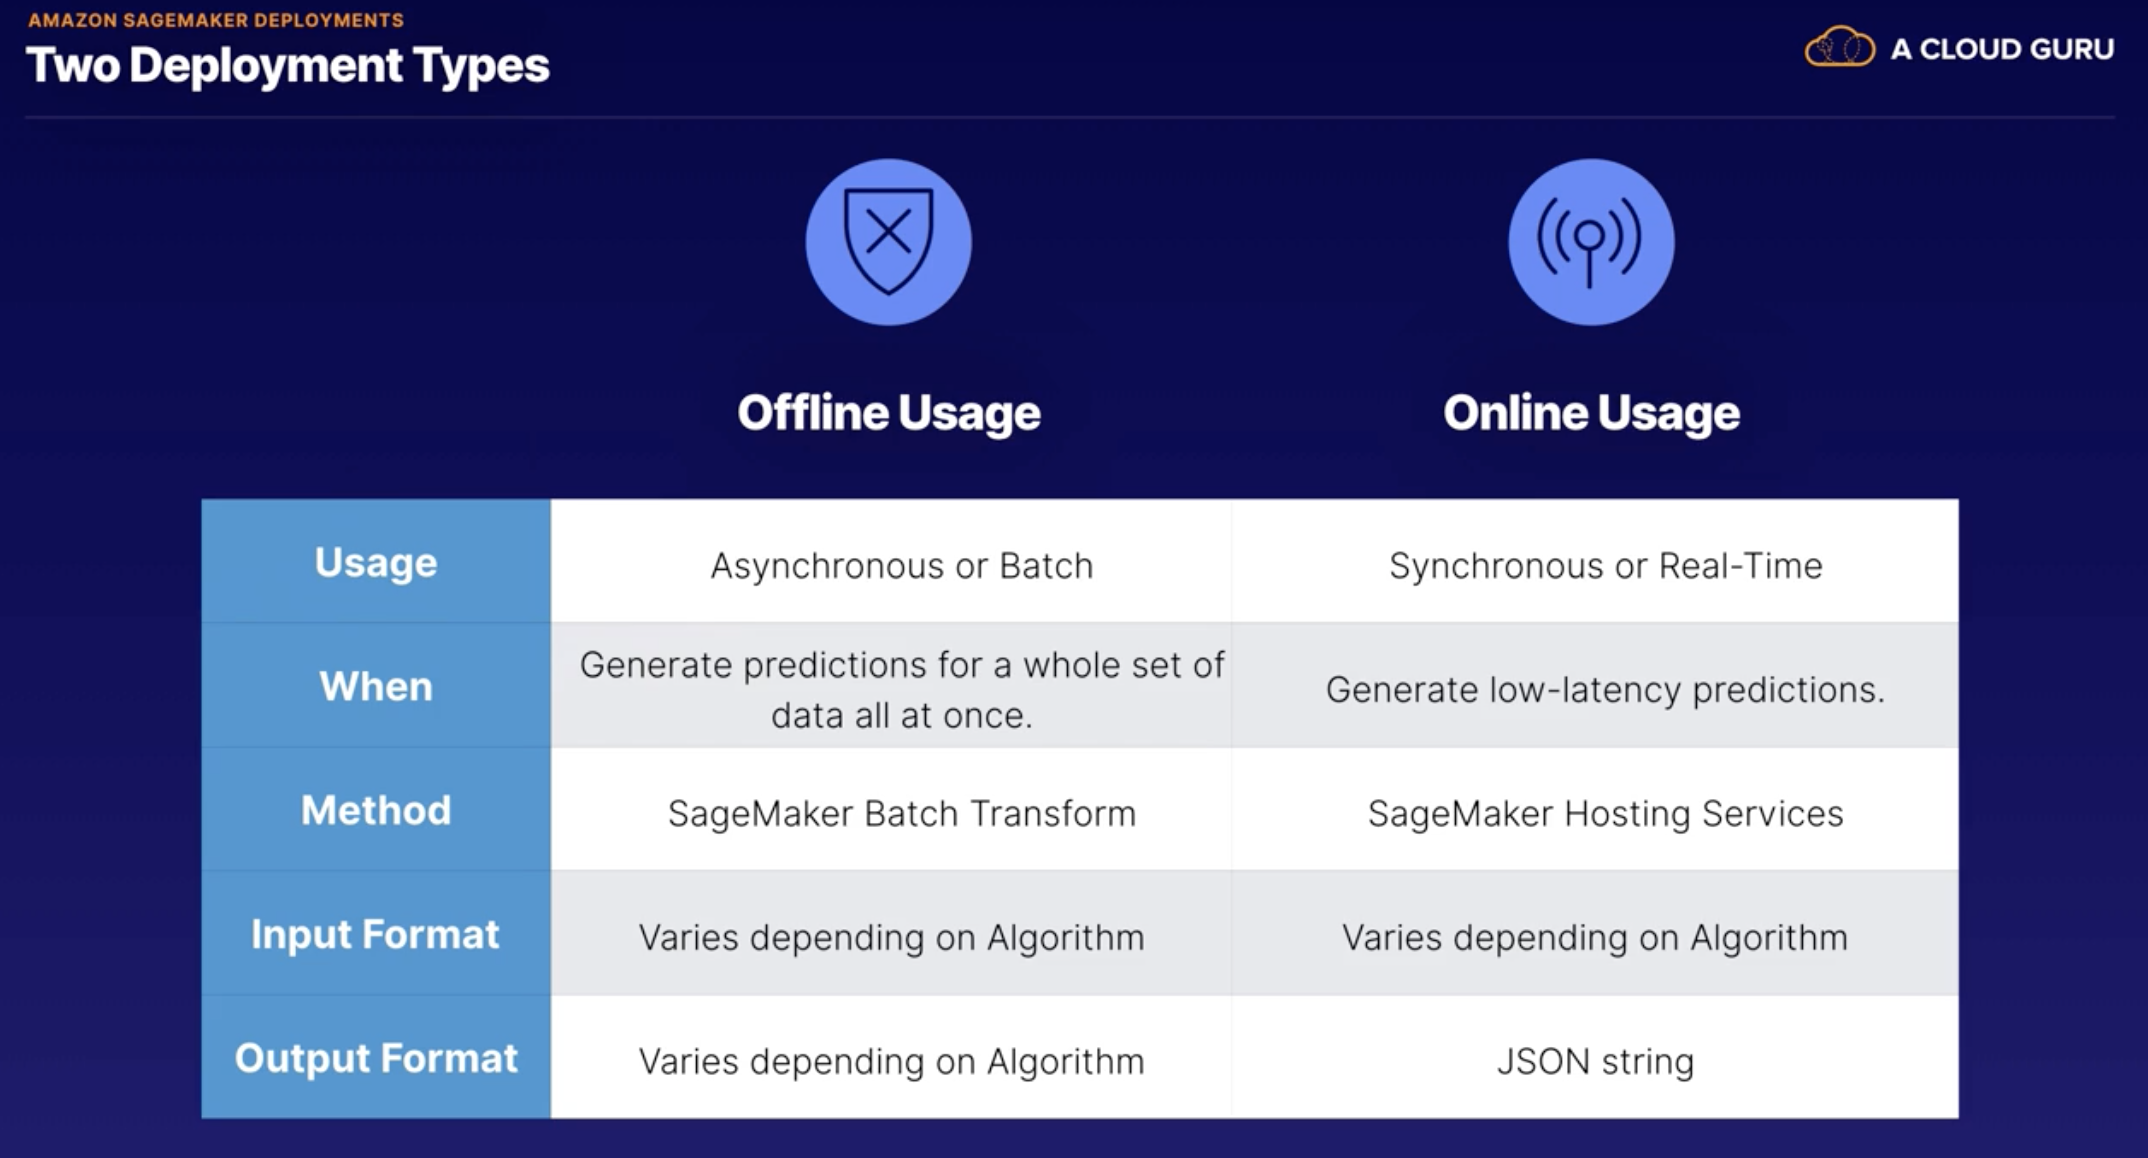 AMAZON SAGEMAKER DEPLOYMENTS
Two Deployment Types
A CLOUD GURU
Offline Usage
Online Usage
Usage
Asynchronous or Batch
Synchronous or Real-Time
When
Generate predictions for a whole set of
data all at once.
Generate low-latency predictions.
Method
SageMaker Batch Transform
SageMaker Hosting Services
Input Format
Varies depending on Algorithm
Varies depending on Algorithm
Output Format
Varies depending on Algorithm
JSON string